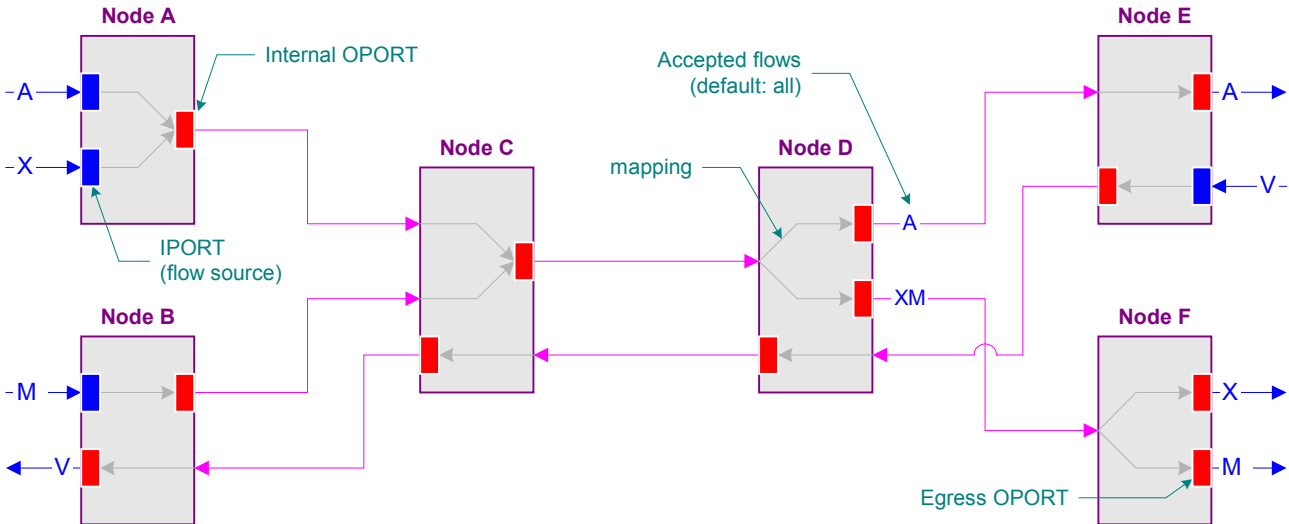 Node A
Node E
Internal OPORT
Accepted flows
(default: all)
A
A
Node C
Node D
X
mapping
V
A
IPORT
(flow source)
XM
Node B
Node F
M
X
V
M
Egress OPORT